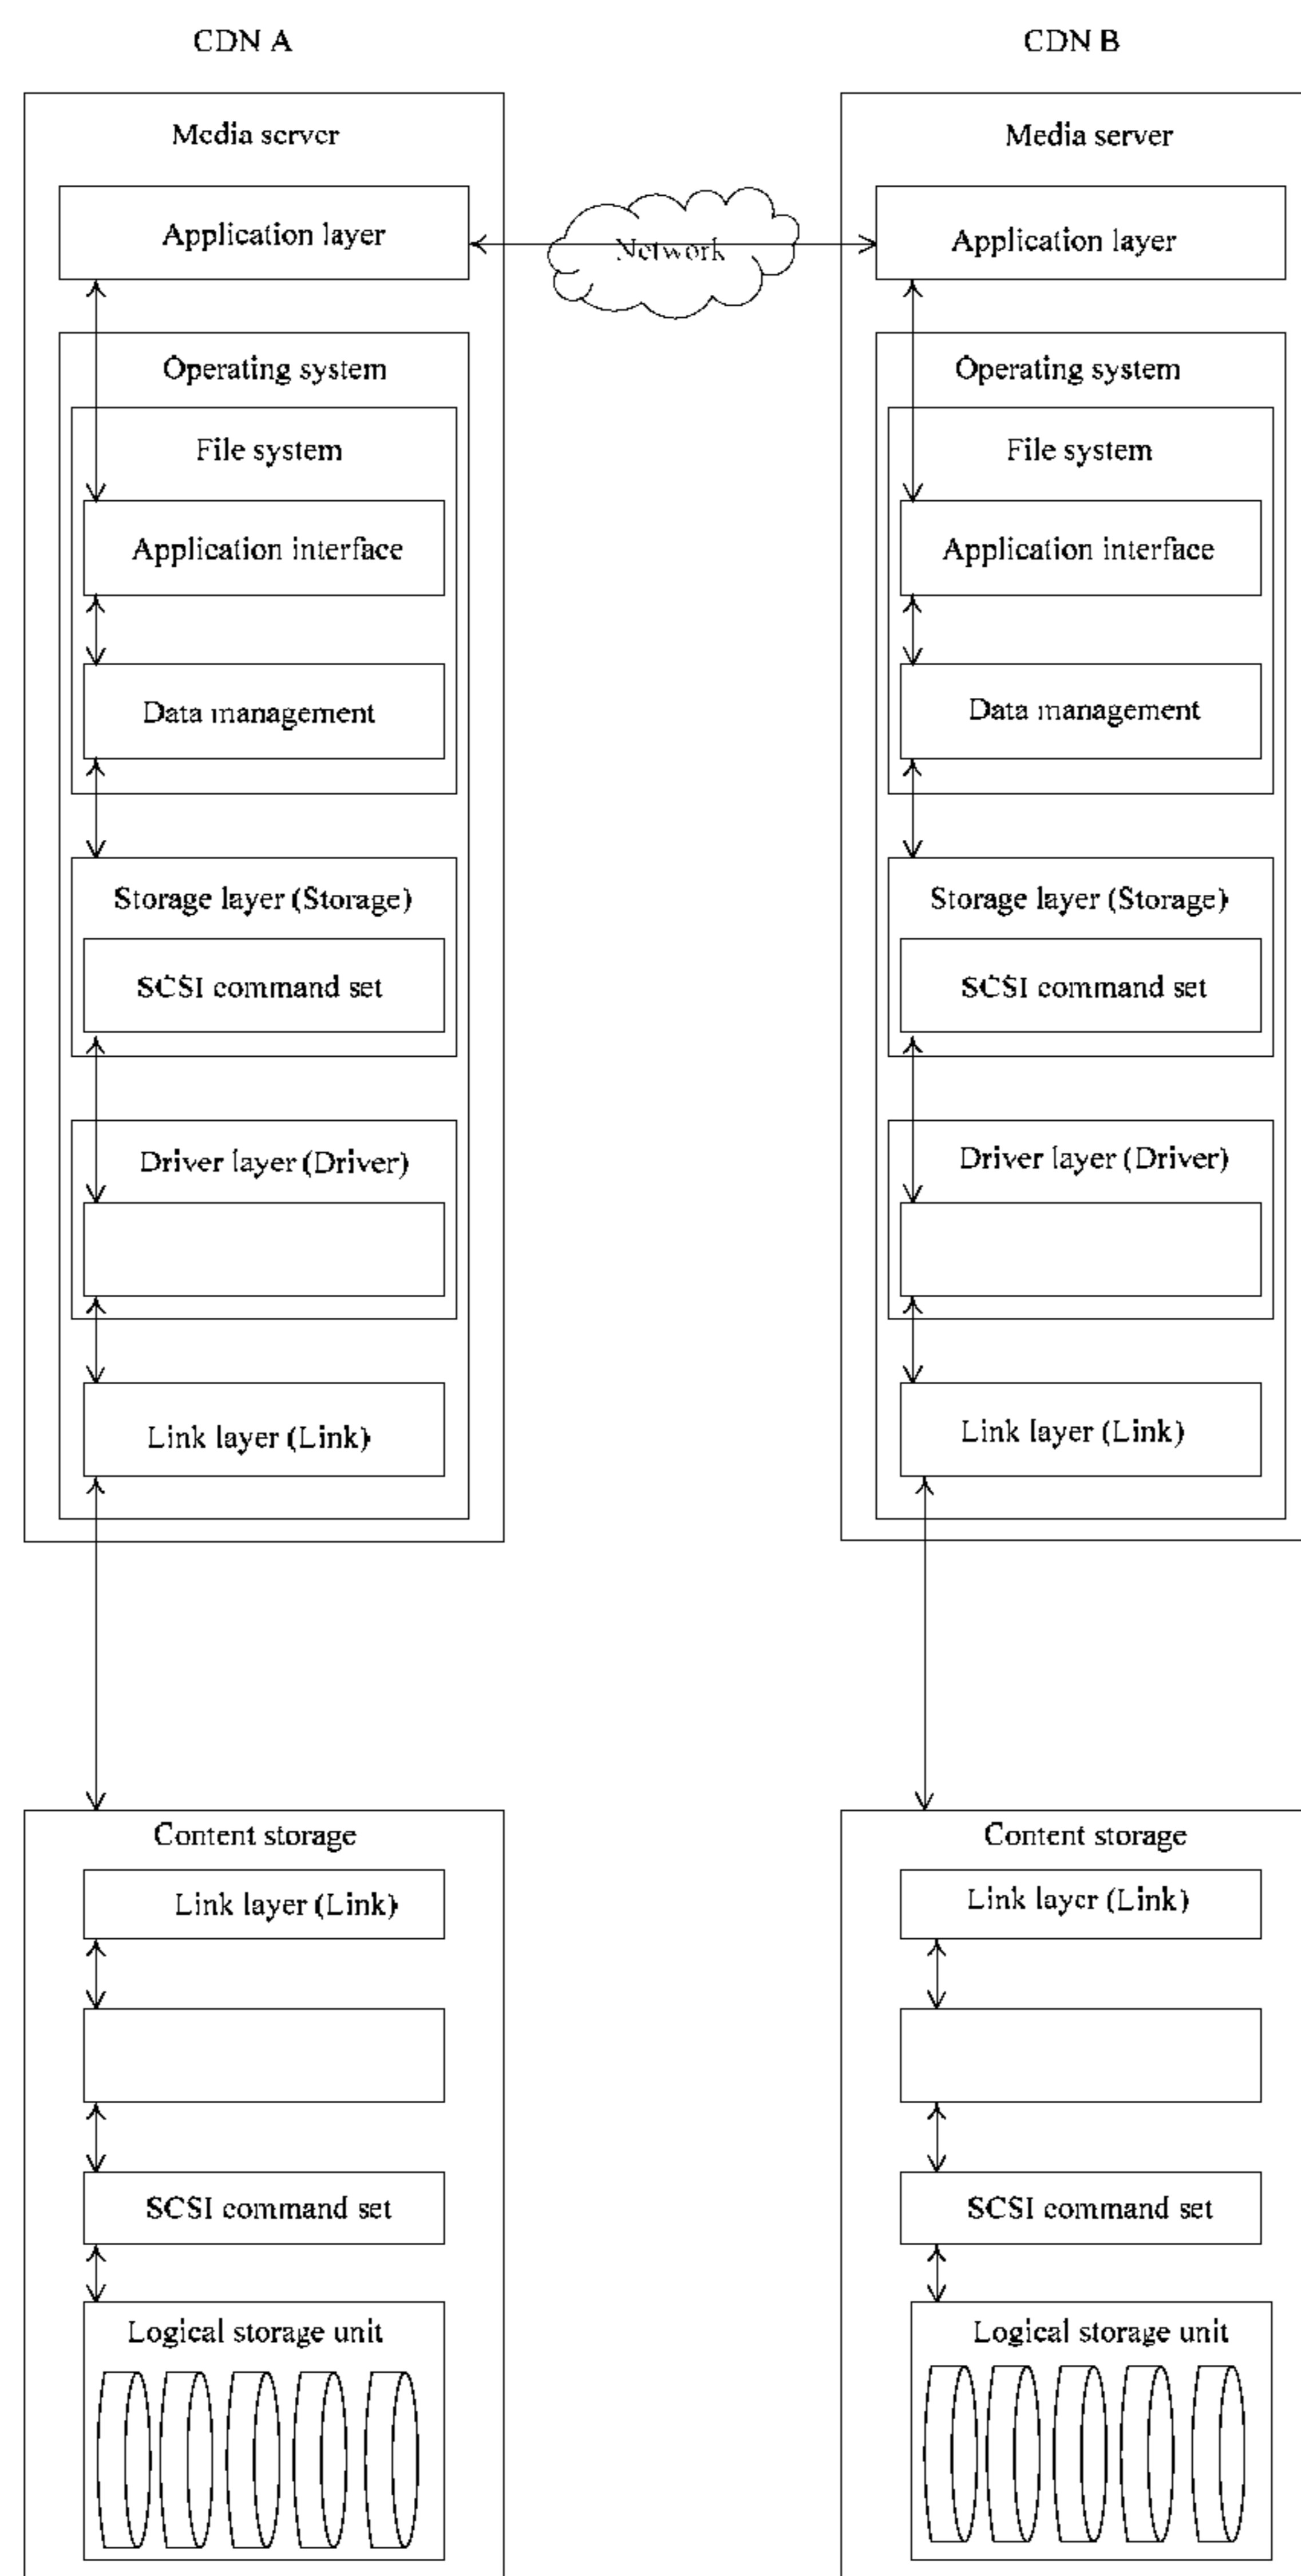 CDN A
CDN B
Media server
Media server
Application layer
Network
Application layer
Operating system
Operating system
File system
File system
Application interface
Application interface
Data management
Data management
Storage layer (Storage)
Storage layer (Storage)
SCSI command set
SCSI command set
Driver layer (Driver)
Driver layer (Driver)
Link layer (Link)
Link layer (Link)
Content storage
Content storage
Link layer (Link)
Link layer (Link)
SCSI command set
SCSI command set
Logical storage unit
Logical storage unit